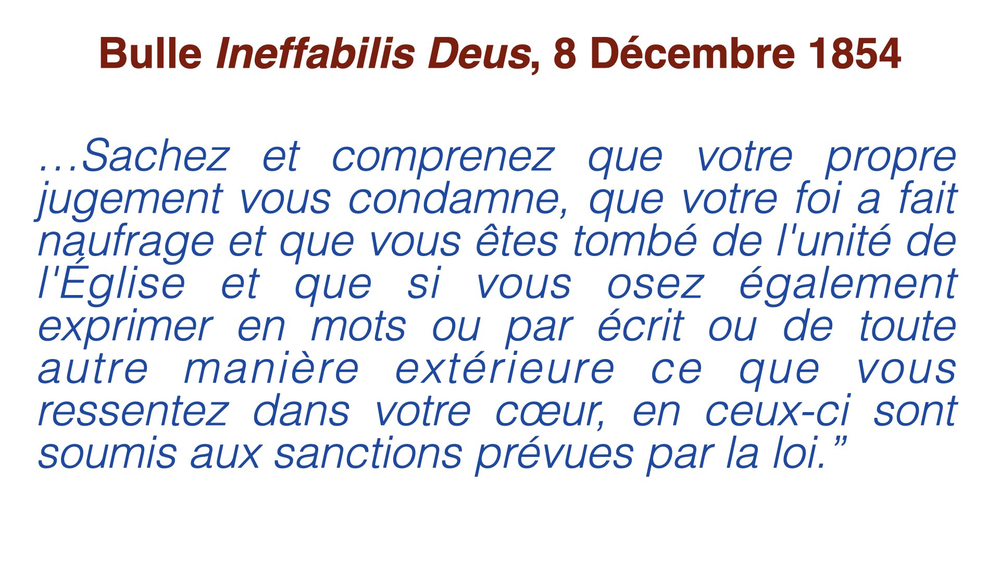 Bulle Ineffabilis Deus, 8 Décembre 1854
…Sachez et comprenez que votre propre
jugement vous condamne, que votre foi a fait
naufrage et que vous êtes tombé de l'unité de
l'Église et que si vous osez également
exprimer en mots ou par écrit ou de toute
autre manière extérieure ce que vous
ressentez dans votre cœur, en ceux-ci sont
soumis aux sanctions prévues par la loi.”